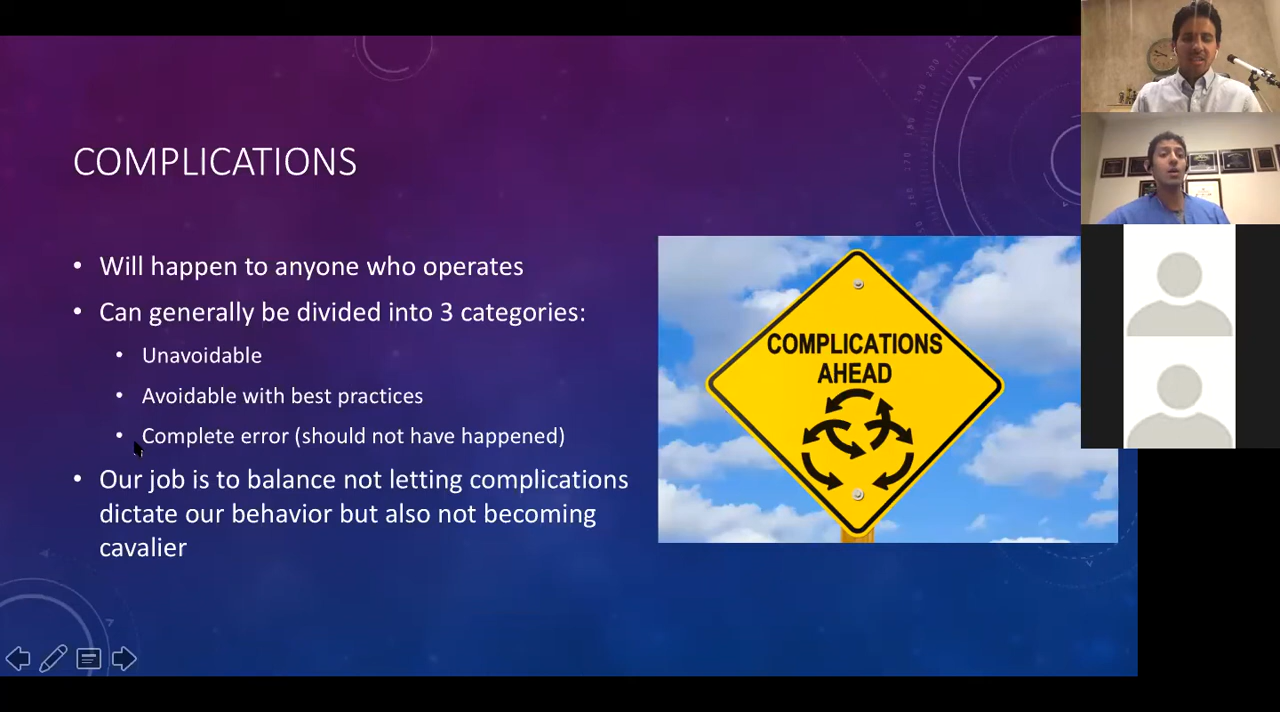 COMPLICATIONS
• Will happen to anyone who operates
• Can generally be divided into 3 categories:
• Unavoidable
• Avoidable with best practices
• Complete error (should not have happened)
• Our job is to balance not letting complications
dictate our behavior but also not becoming
cavalier
COMPLICATIONS
AHEAD